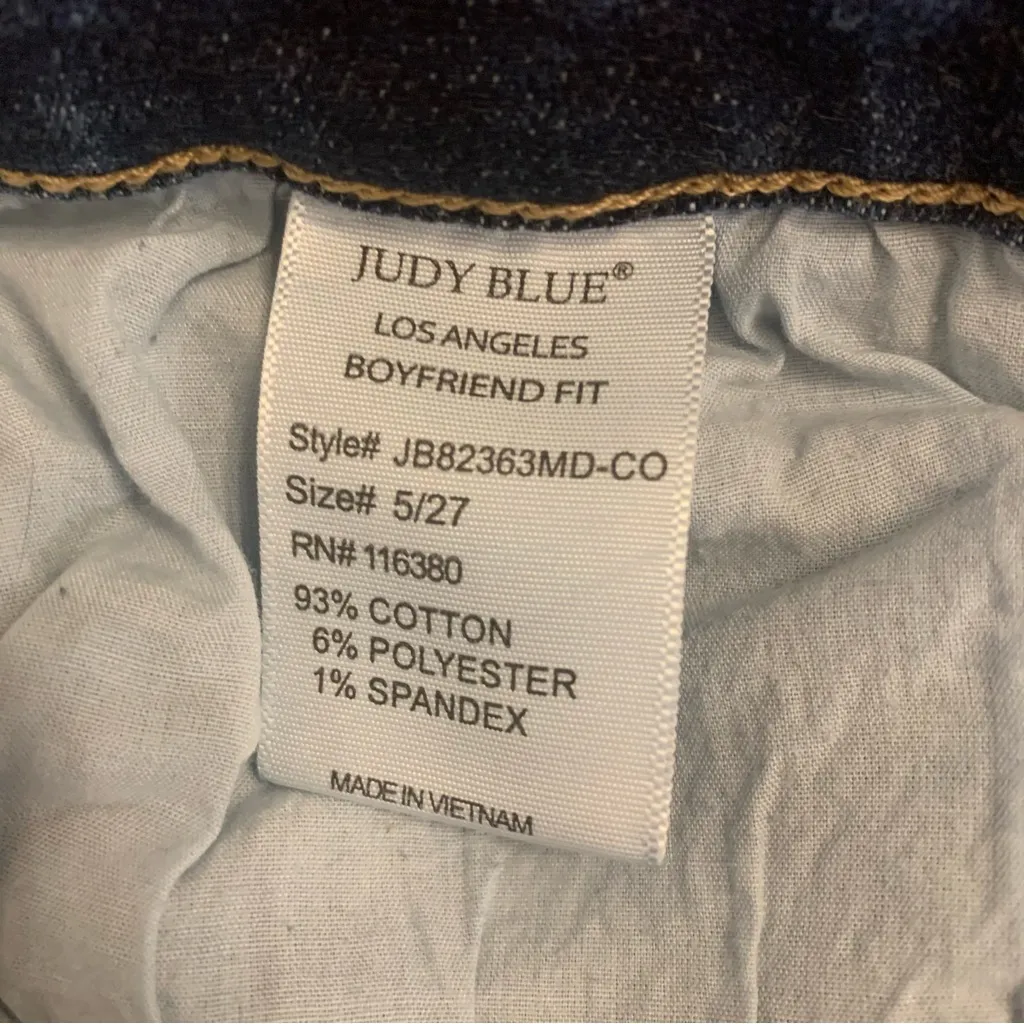 JUDY BLUE®
LOS ANGELES
BOYFRIEND FIT
Style# JB82363MD-CO
Size# 5/27
RN# 116380
93% COTTON
6% POLYESTER
1% SPANDEX
MADE IN VIETNAM